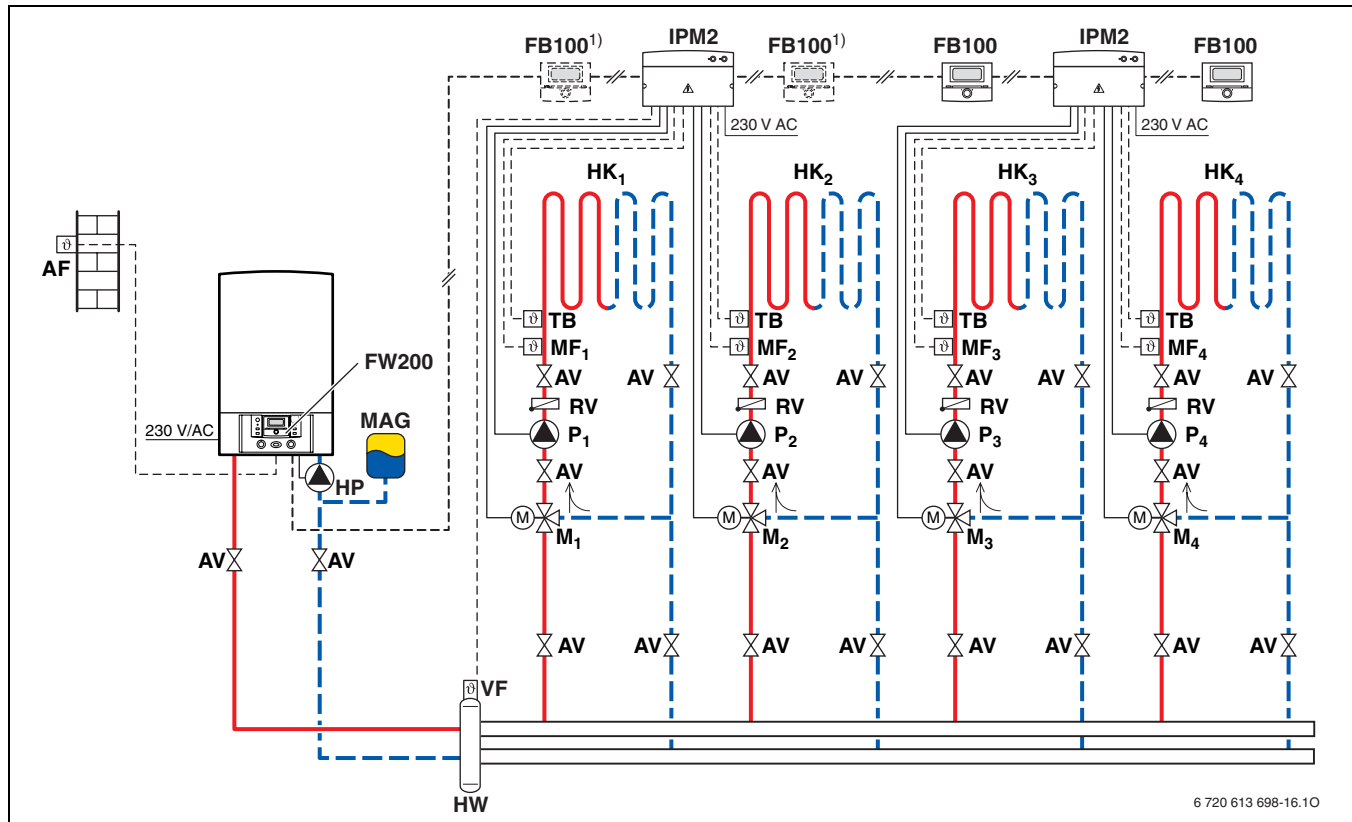 FB100¹⁾ IPM2 FB100¹⁾ FB100 IPM2 FB100
230 V AC 230 V AC
HK₁ HK₂ HK₃ HK₄
ϑ
AF
ϑ TB ϑ TB ϑ TB ϑ TB
ϑ MF₁ ϑ MF₂ ϑ MF₃ ϑ MF₄
FW200
AV AV AV AV AV AV AV AV
RV RV RV RV
MAG
230 V/AC
P₁ P₂ P₃ P₄
HP
AV AV AV AV
M M M M
M₁ M₂ M₃ M₄
AV AV
AV AV AV AV AV AV AV AV
ϑ VF
HW
6 720 613 698-16.1O